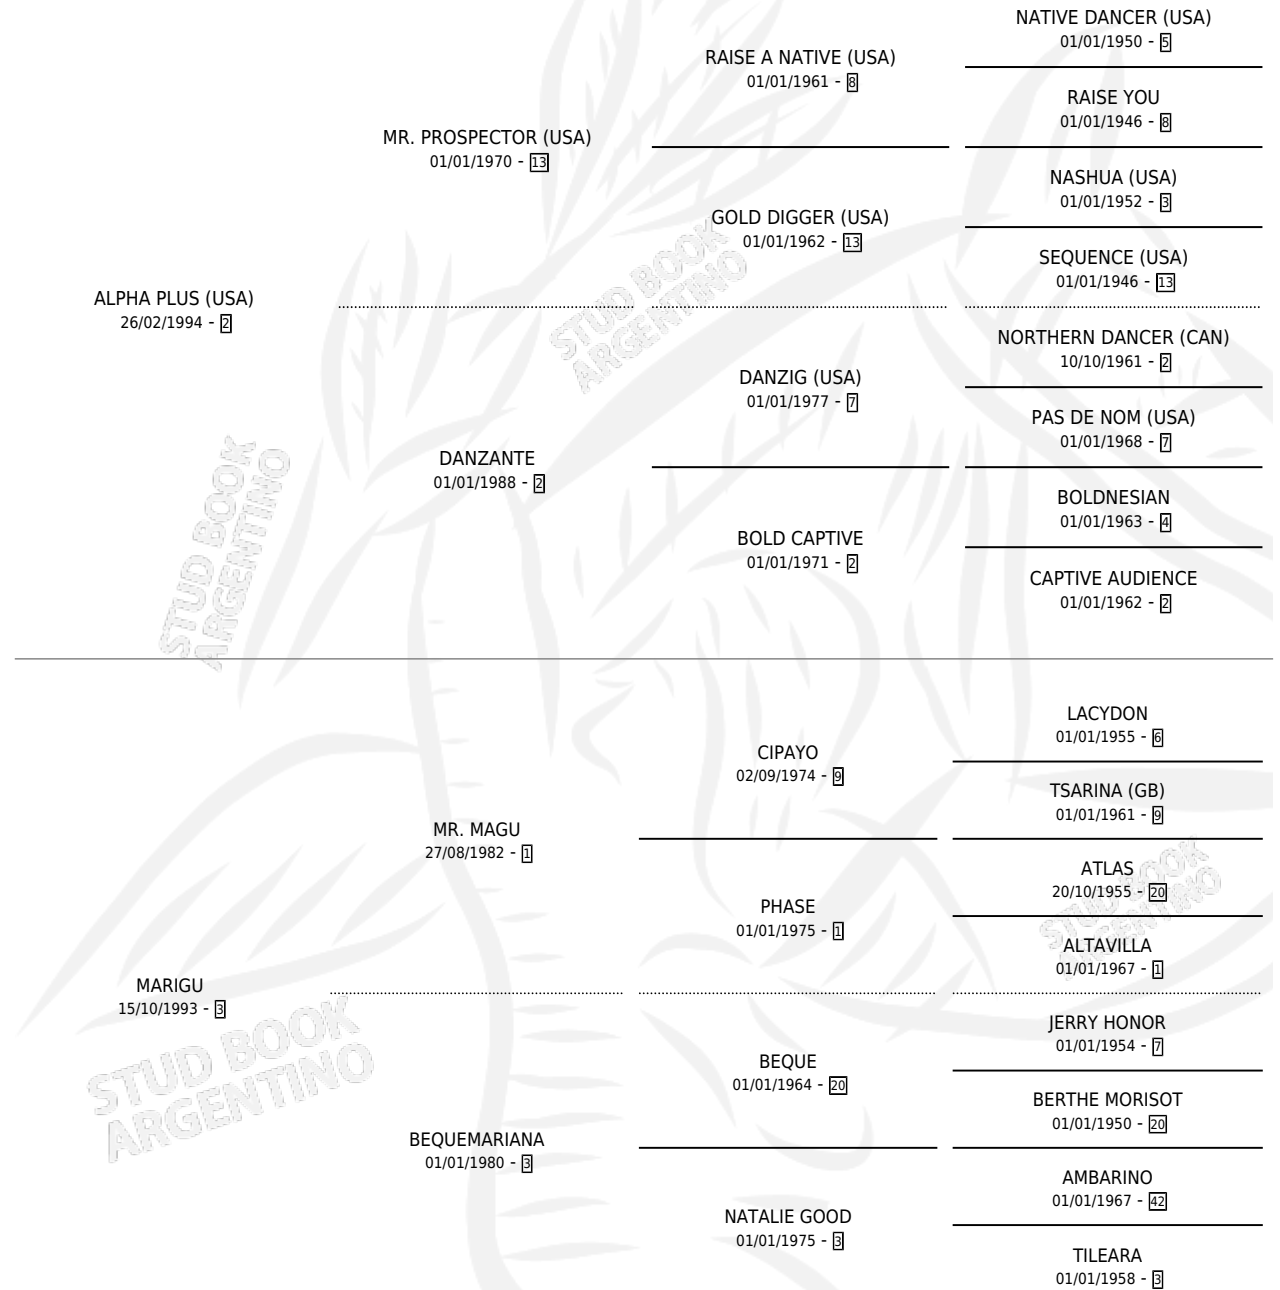 NATIVE DANCER (USA)
01/01/1950 - 5
RAISE A NATIVE (USA)
01/01/1961 - 8
RAISE YOU
01/01/1946 - 8
MR. PROSPECTOR (USA)
01/01/1970 - 13
NASHUA (USA)
01/01/1952 - 3
GOLD DIGGER (USA)
01/01/1962 - 13
SEQUENCE (USA)
01/01/1946 - 13
ALPHA PLUS (USA)
26/02/1994 - 2
NORTHERN DANCER (CAN)
10/10/1961 - 2
DANZIG (USA)
01/01/1977 - 7
PAS DE NOM (USA)
01/01/1968 - 7
DANZANTE
01/01/1988 - 2
BOLDNESIAN
01/01/1963 - 4
BOLD CAPTIVE
01/01/1971 - 2
CAPTIVE AUDIENCE
01/01/1962 - 2
LACYDON
01/01/1955 - 6
CIPAYO
02/09/1974 - 9
TSARINA (GB)
01/01/1961 - 9
MR. MAGU
27/08/1982 - 1
ATLAS
20/10/1955 - 20
PHASE
01/01/1975 - 1
ALTAVILLA
01/01/1967 - 1
MARIGU
15/10/1993 - 3
JERRY HONOR
01/01/1954 - 7
BEQUE
01/01/1964 - 20
BERTHE MORISOT
01/01/1950 - 20
BEQUEMARIANA
01/01/1980 - 3
AMBARINO
01/01/1967 - 42
NATALIE GOOD
01/01/1975 - 3
TILEARA
01/01/1958 - 3
STUD BOOK
ARGENTINO
STUD BOOK
ARGENTINO
STUD BOOK
ARGENTINO
STUD BOOK
ARGENTINO